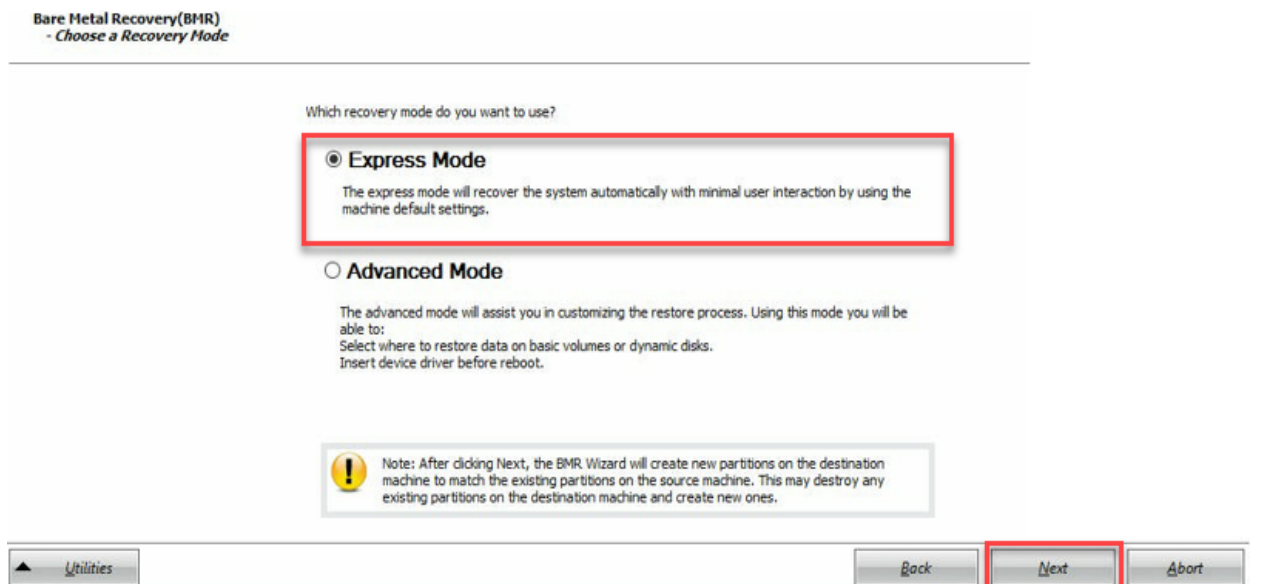 Bare Metal Recovery(BMR)
- Choose a Recovery Mode
Which recovery mode do you want to use?
Express Mode
The express mode will recover the system automatically with minimal user interaction by using the
machine default settings.
Advanced Mode
The advanced mode will assist you in customizing the restore process. Using this mode you will be
able to:
Select where to restore data on basic volumes or dynamic disks.
Insert device driver before reboot.
Note: After clicking Next, the BMR Wizard will create new partitions on the destination
machine to match the existing partitions on the source machine. This may destroy any
existing partitions on the destination machine and create new ones.
Utilities
Back
Next
Abort